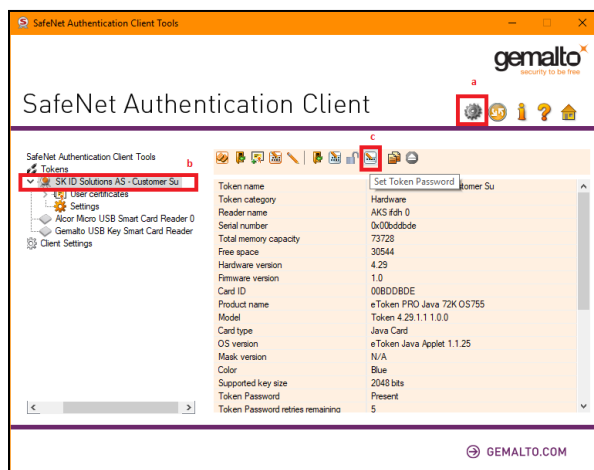 SafeNet Authentication Client Tools
gemalto
security to be free
a
SafeNet Authentication Client
c
SafeNet Authentication Client Tools
b
Tokens
SK ID Solutions AS - Customer Su
User certificates
Settings
Alcor Micro USB Smart Card Reader 0
Gemalto USB Key Smart Card Reader
Client Settings
Set Token Password
Token name tomer Su
Token category Hardware
Reader name AKS ifdh 0
Serial number 0x00bddbde
Total memory capacity 73728
Free space 30544
Hardware version 4.29
Firmware version 1.0
Card ID 00BDDBDE
Product name eToken PRO Java 72K OS755
Model Token 4.29.1.1 1.0.0
Card type Java Card
OS version eToken Java Applet 1.1.25
Mask version N/A
Color Blue
Supported key size 2048 bits
Token Password Present
Token Password retries remaining 5
GEMALTO.COM